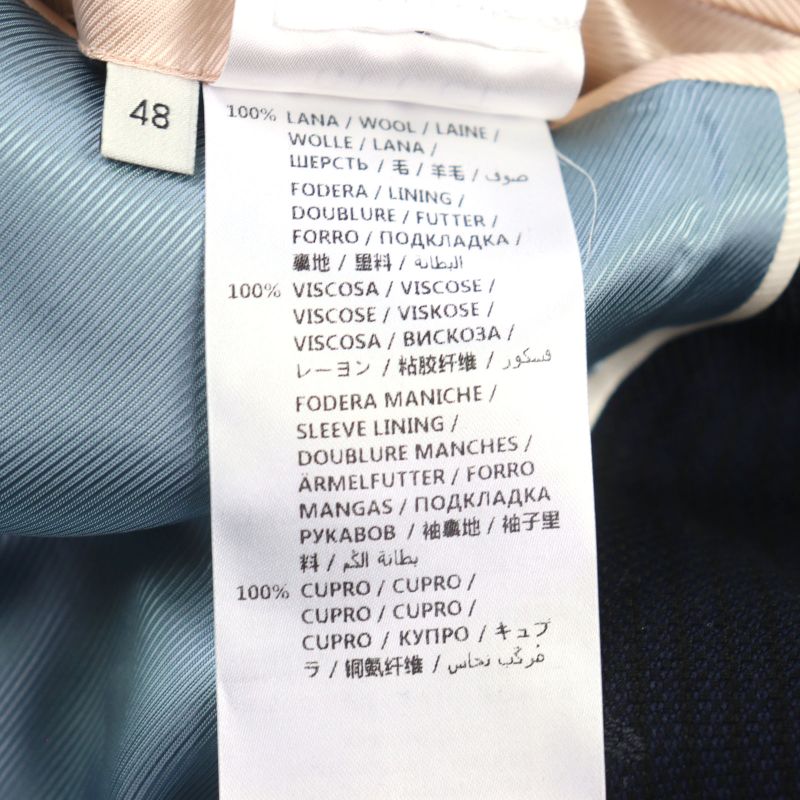 48
100% LANA / WOOL / LAINE /
WOLLE / LANA /
ШЕРСТЬ / 毛 / 羊毛 / صوف
FODERA / LINING /
DOUBLURE / FUTTER /
FORRO / ПОДКЛАДКА /
裏地 / 里料 / البطانة
100% VISCOSA / VISCOSE /
VISCOSE / VISKOSE /
VISCOSA / ВИСКОЗА /
レーヨン / 粘胶纤维 / فسكور
FODERA MANICHE /
SLEEVE LINING /
DOUBLURE MANCHES /
ÄRMELFUTTER / FORRO
MANGAS / ПОДКЛАДКА
РУКАВОВ / 袖裏地 / 袖子里
料 / بطانة الكم
100% CUPRO / CUPRO /
CUPRO / CUPRO /
CUPRO / КУПРО / キュプ
ラ / 铜氨纤维 / مركب نحاس